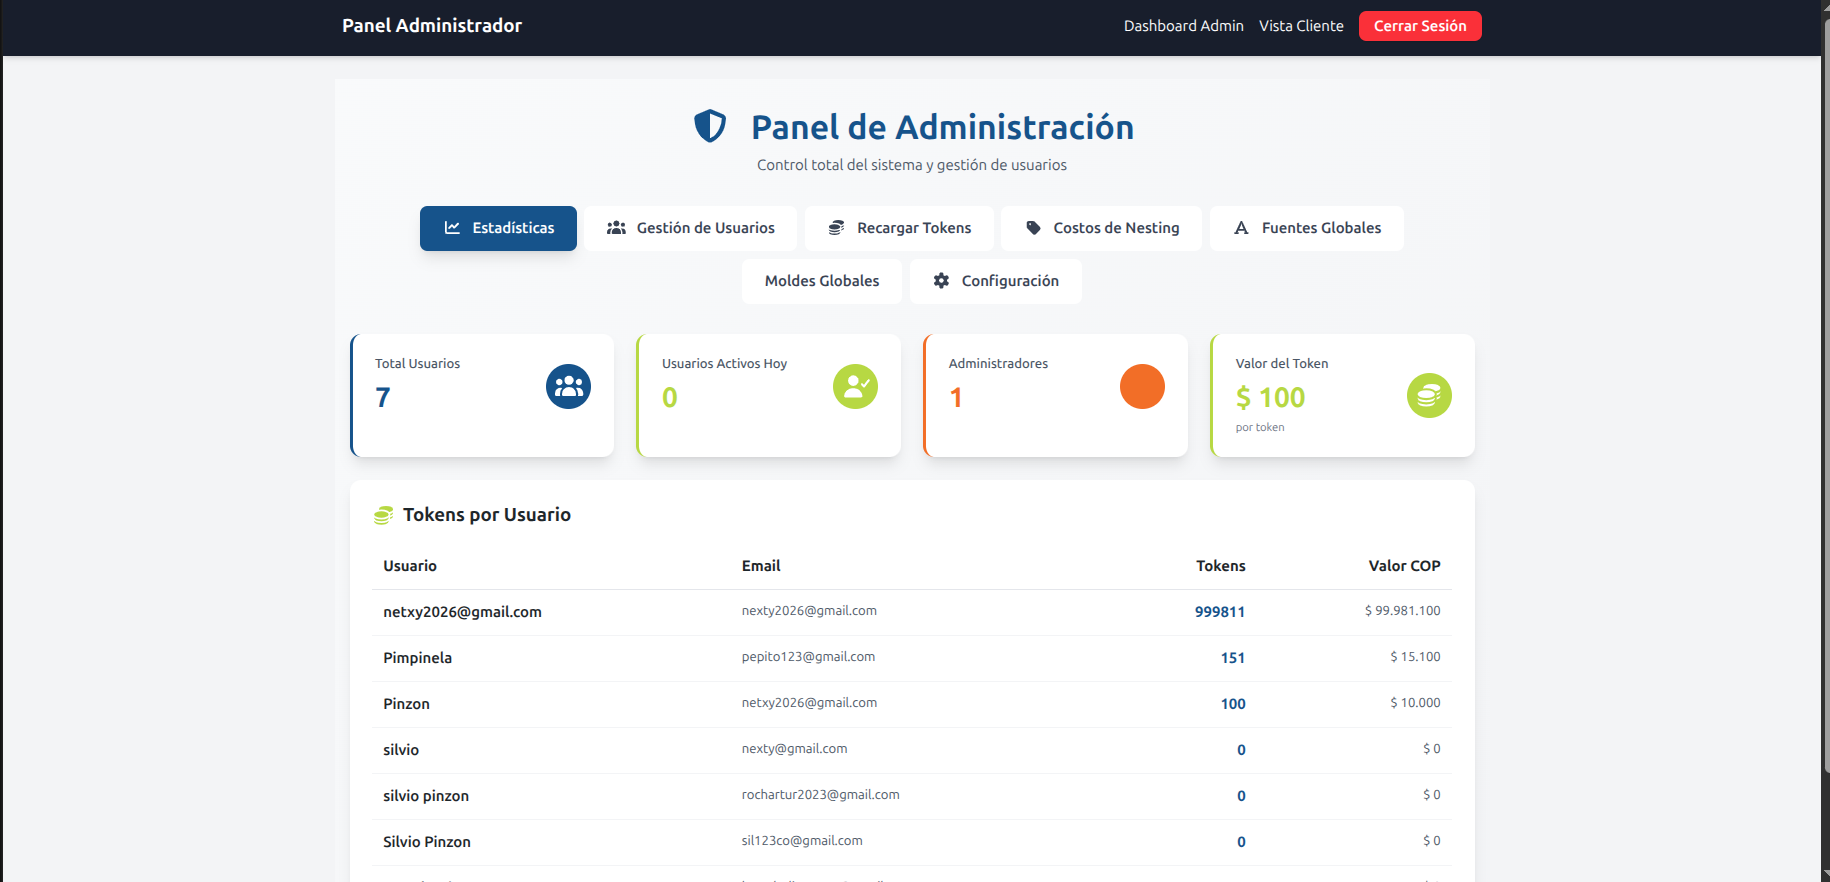 Panel Administrador
Dashboard Admin Vista Cliente Cerrar Sesión
Panel de Administración
Control total del sistema y gestión de usuarios
Estadísticas Gestión de Usuarios Recargar Tokens Costos de Nesting Fuentes Globales
Moldes Globales Configuración
Total Usuarios
7
Usuarios Activos Hoy
0
Administradores
1
Valor del Token
$ 100
por token
Tokens por Usuario
Usuario Email Tokens Valor COP
netxy2026@gmail.com nexty2026@gmail.com 999811 $ 99.981.100
Pimpinela pepito123@gmail.com 151 $ 15.100
Pinzon netxy2026@gmail.com 100 $ 10.000
silvio nexty@gmail.com 0 $ 0
silvio pinzon rochartur2023@gmail.com 0 $ 0
Silvio Pinzon sil123co@gmail.com 0 $ 0